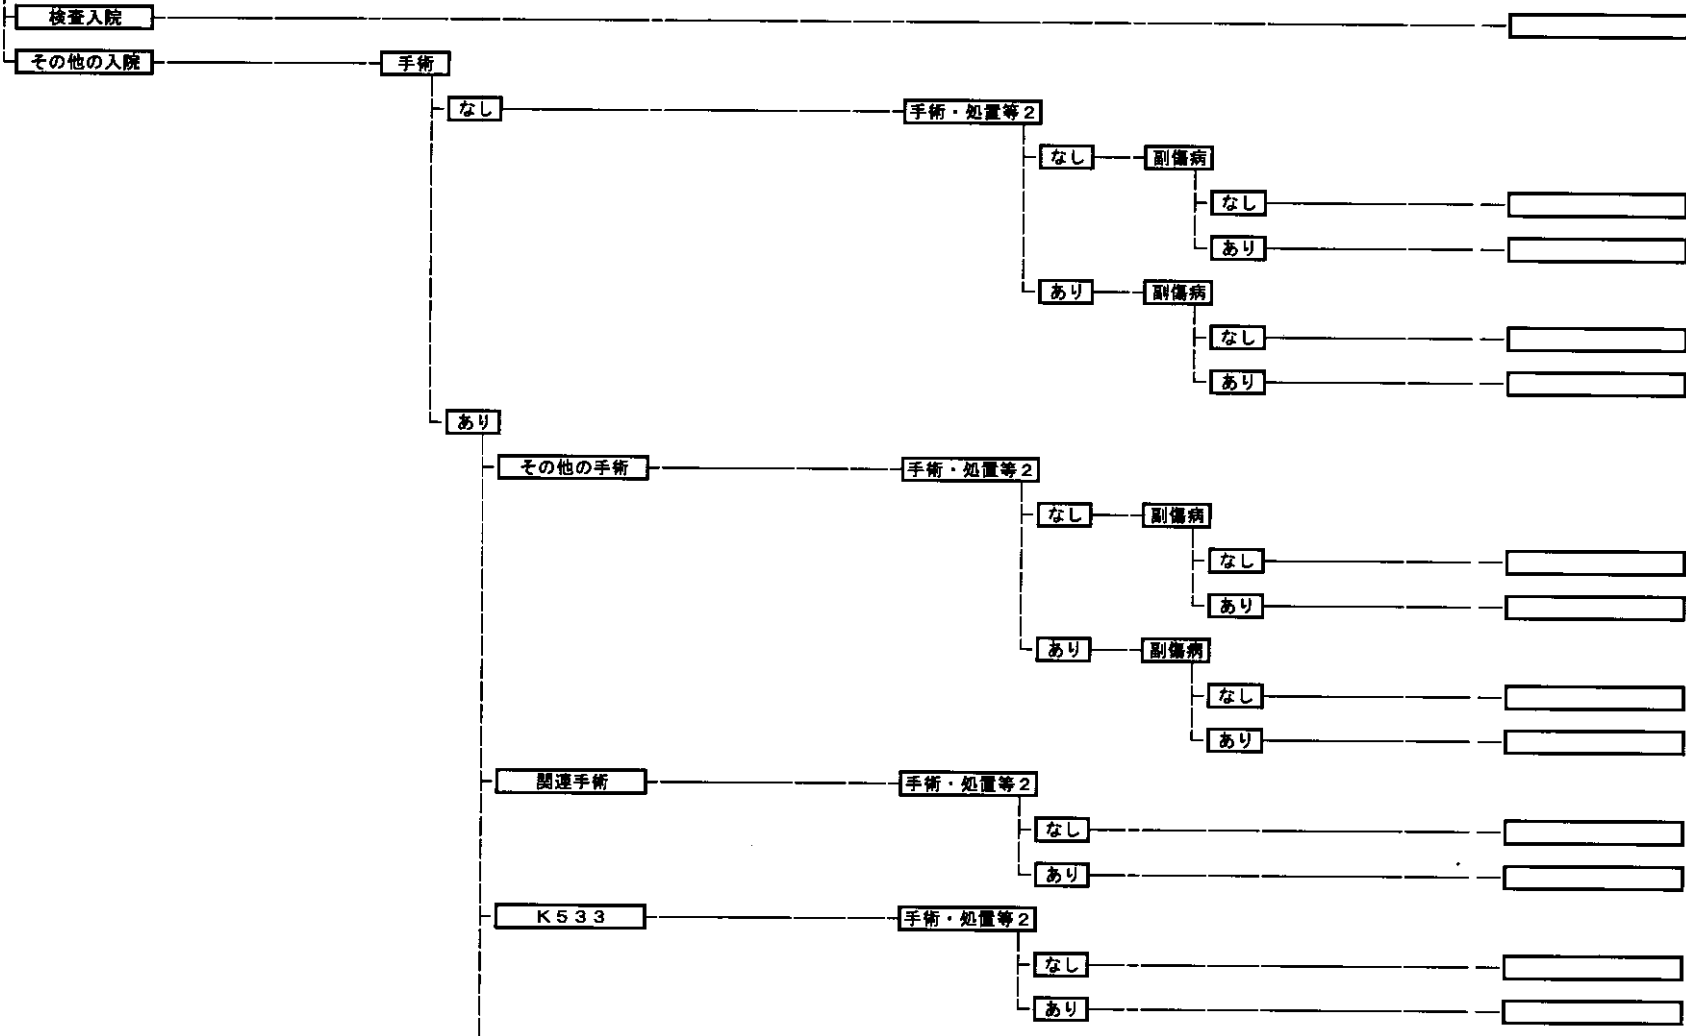 検査入院
その他の入院 手術
なし 手術・処置等2
なし 副傷病
なし
あり
あり 副傷病
なし
あり
あり
その他の手術 手術・処置等2
なし 副傷病
なし
あり
あり 副傷病
なし
あり
関連手術 手術・処置等2
なし
あり
K533 手術・処置等2
なし
あり